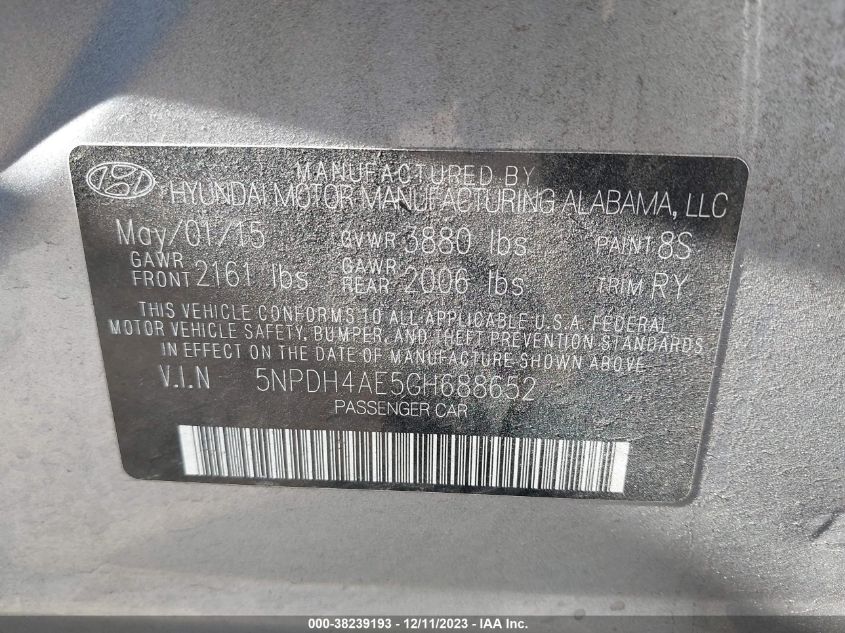 MANUFACTURED BY
HYUNDAI MOTOR MANUFACTURING ALABAMA, LLC
May/01/15 GVWR 3880 lbs PAINT 8S
GAWR FRONT 2161 lbs GAWR REAR 2006 lbs TRIM RY
THIS VEHICLE CONFORMS TO ALL APPLICABLE U.S.A. FEDERAL
MOTOR VEHICLE SAFETY, BUMPER, AND THEFT PREVENTION STANDARDS
IN EFFECT ON THE DATE OF MANUFACTURE SHOWN ABOVE
V.I.N 5NPDH4AE5GH688652
PASSENGER CAR
000-38239193 - 12/11/2023 - IAA Inc.